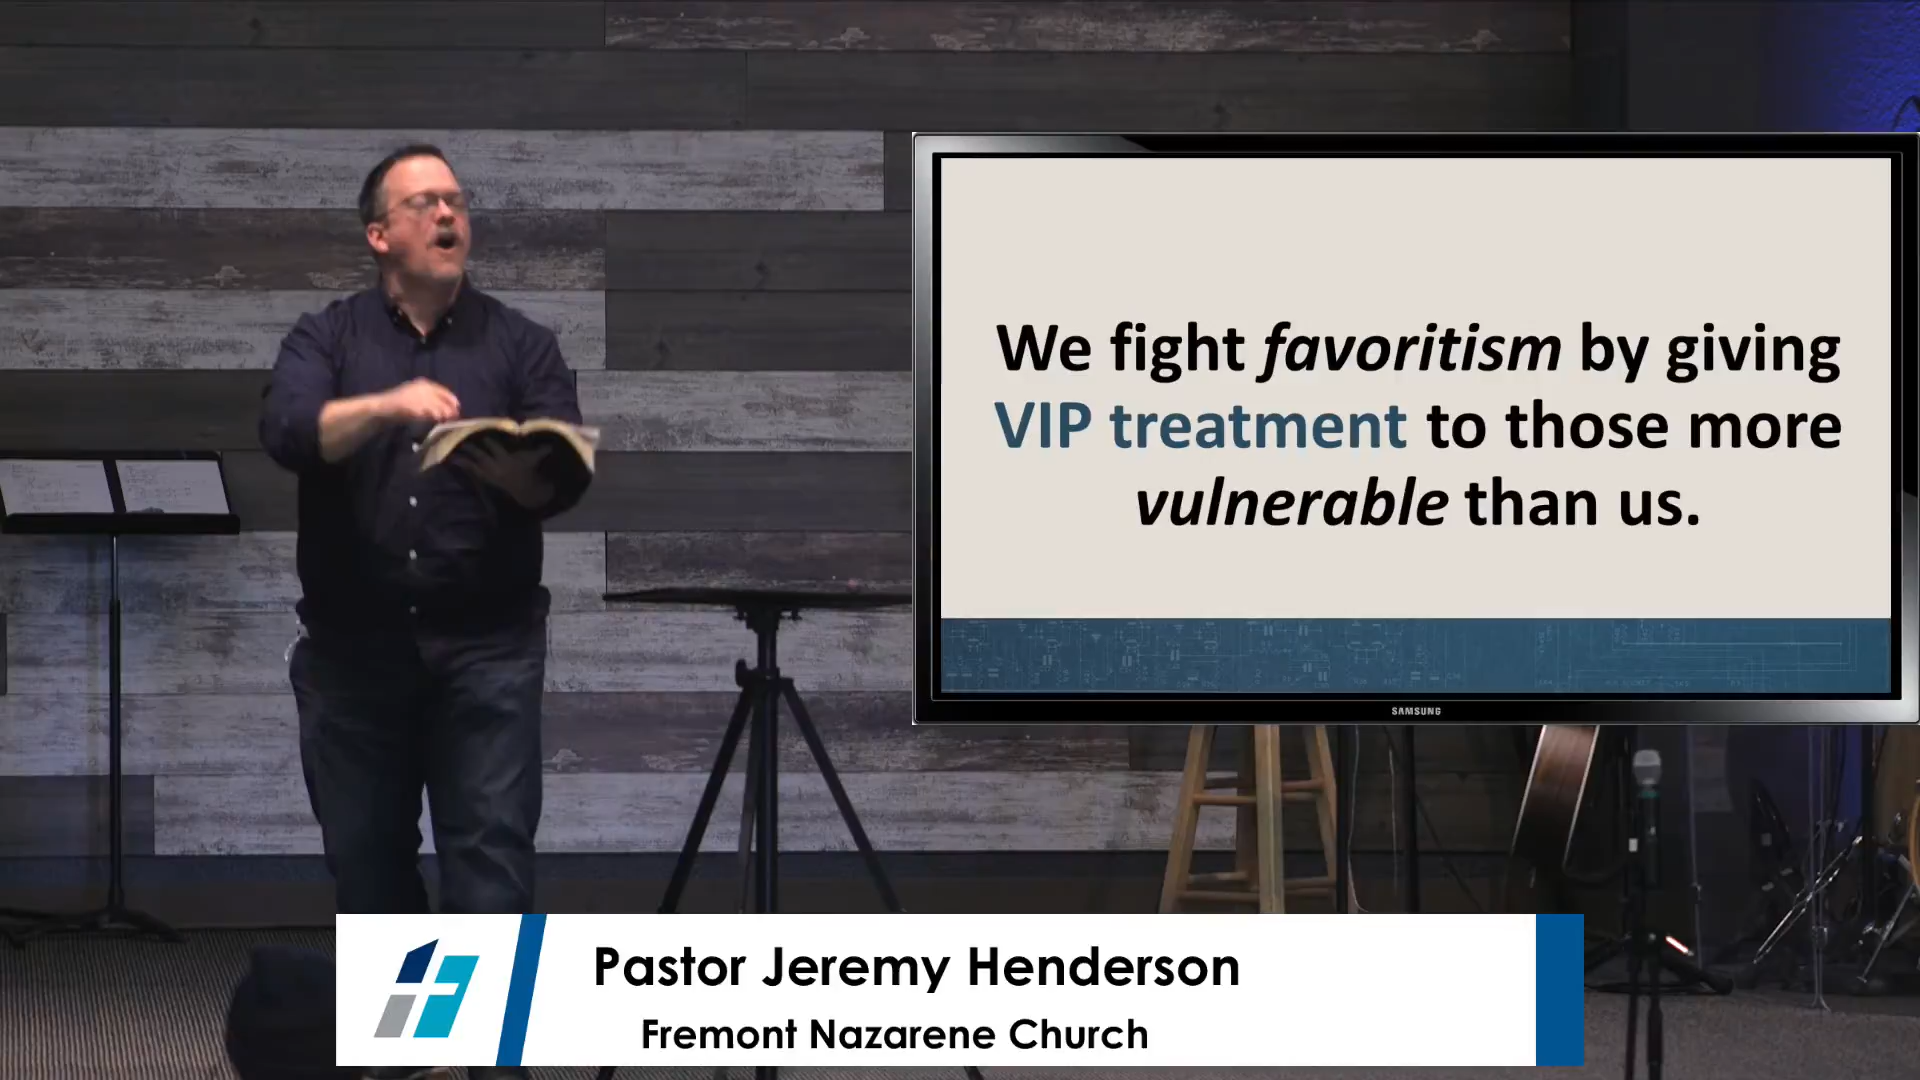 We fight favoritism by giving
VIP treatment to those more
vulnerable than us.
SAMSUNG
Pastor Jeremy Henderson
Fremont Nazarene Church